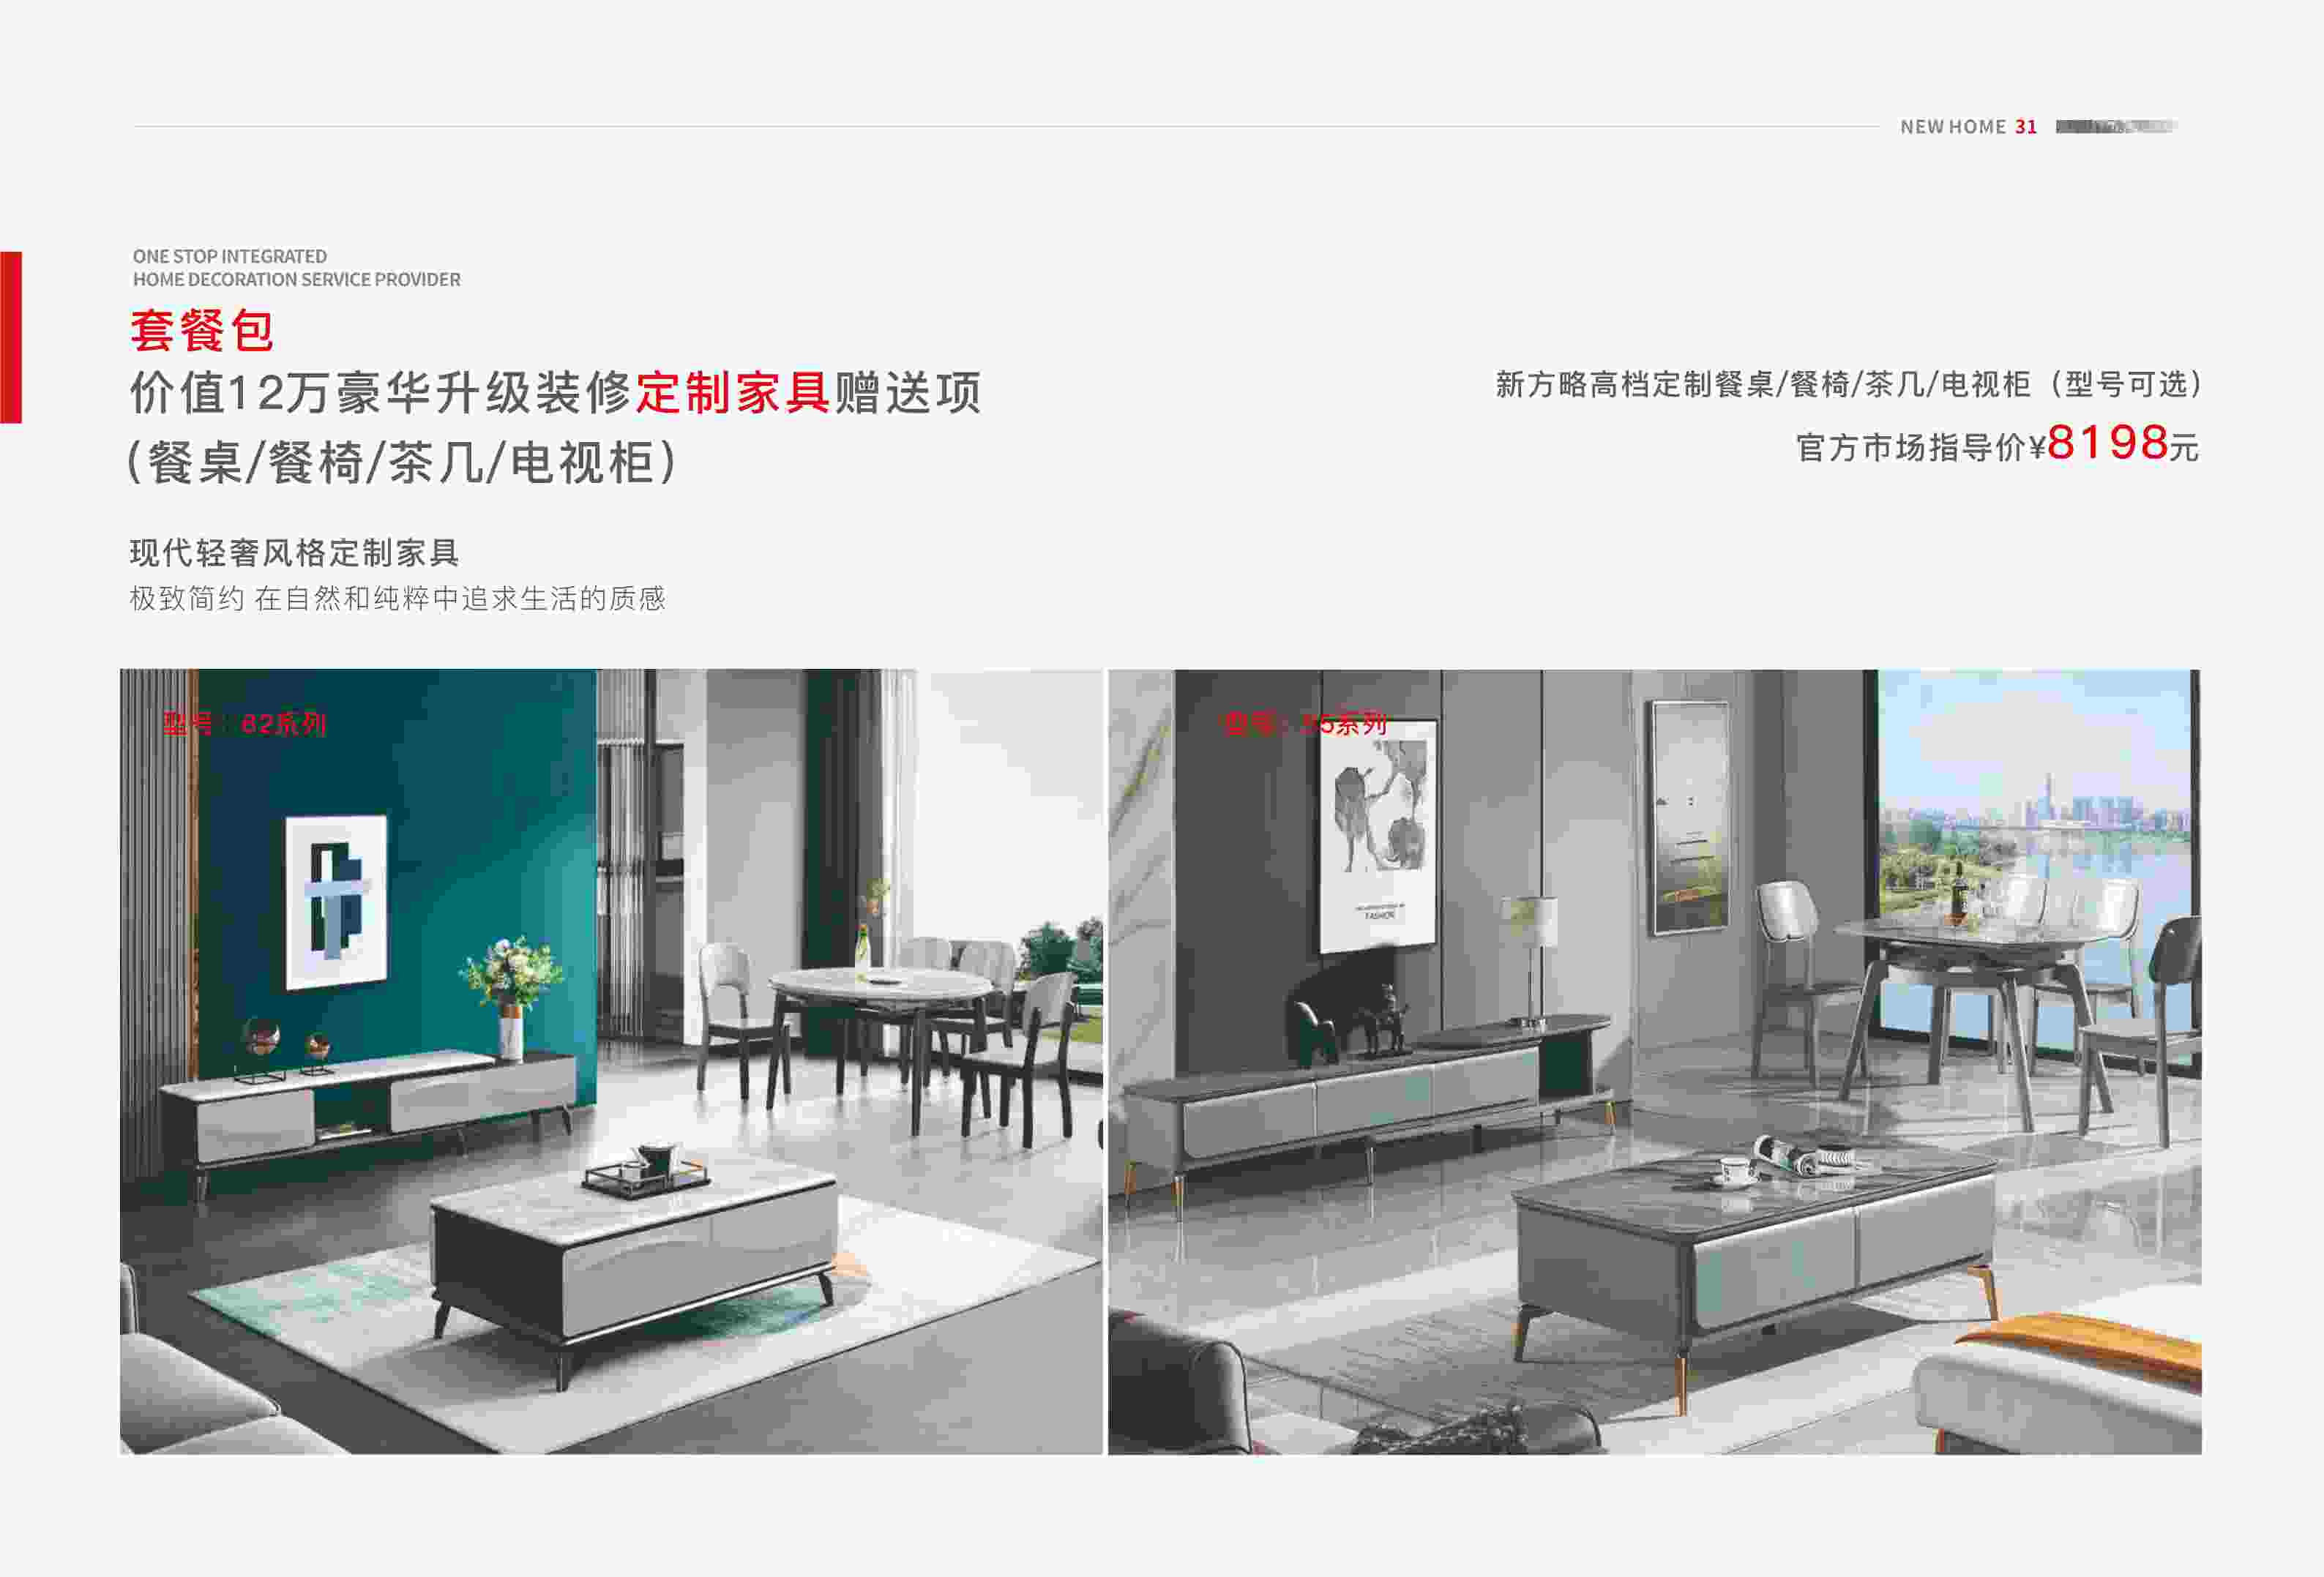 NEW HOME 31
ONE STOP INTEGRATED
HOME DECORATION SERVICE PROVIDER
套餐包
价值12万豪华升级装修定制家具赠送项
（餐桌/餐椅/茶几/电视柜）
新方略高档定制餐桌/餐椅/茶几/电视柜（型号可选）
官方市场指导价¥8198元
现代轻奢风格定制家具
极致简约 在自然和纯粹中追求生活的质感
型号：82系列
型号：55系列
FASHION